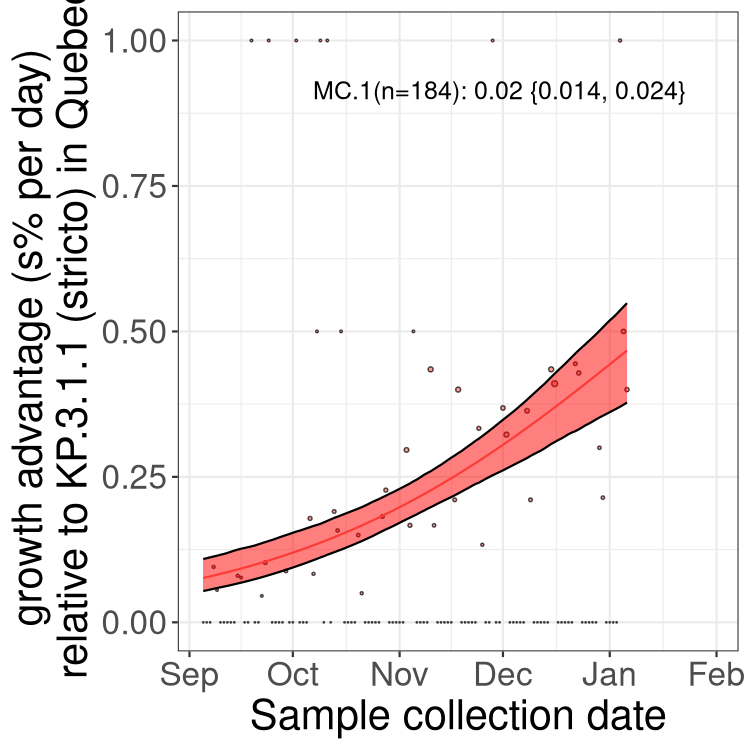 growth advantage (s% per day)
relative to KP.3.1.1 (stricto) in Quebec
1.00
0.75
0.50
0.25
0.00
MC.1(n=184): 0.02 {0.014, 0.024}
Sep Oct Nov Dec Jan Feb
Sample collection date